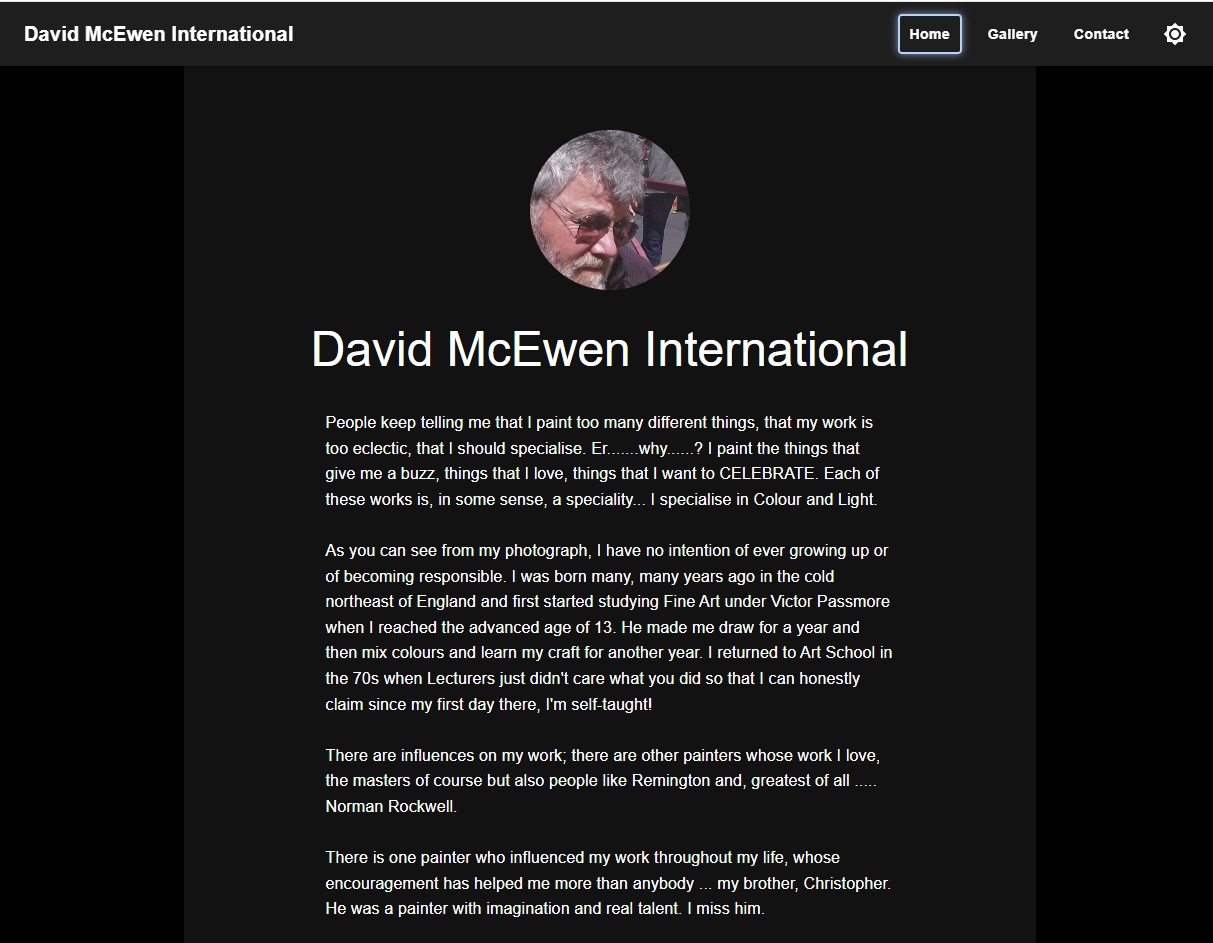 David McEwen International
Home
Gallery
Contact
David McEwen International
People keep telling me that I paint too many different things, that my work is
too eclectic, that I should specialise. Er.......why......? I paint the things that
give me a buzz, things that I love, things that I want to CELEBRATE. Each of
these works is, in some sense, a speciality... I specialise in Colour and Light.
As you can see from my photograph, I have no intention of ever growing up or
of becoming responsible. I was born many, many years ago in the cold
northeast of England and first started studying Fine Art under Victor Passmore
when I reached the advanced age of 13. He made me draw for a year and
then mix colours and learn my craft for another year. I returned to Art School in
the 70s when Lecturers just didn't care what you did so that I can honestly
claim since my first day there, I'm self-taught!
There are influences on my work; there are other painters whose work I love,
the masters of course but also people like Remington and, greatest of all .....
Norman Rockwell.
There is one painter who influenced my work throughout my life, whose
encouragement has helped me more than anybody ... my brother, Christopher.
He was a painter with imagination and real talent. I miss him.